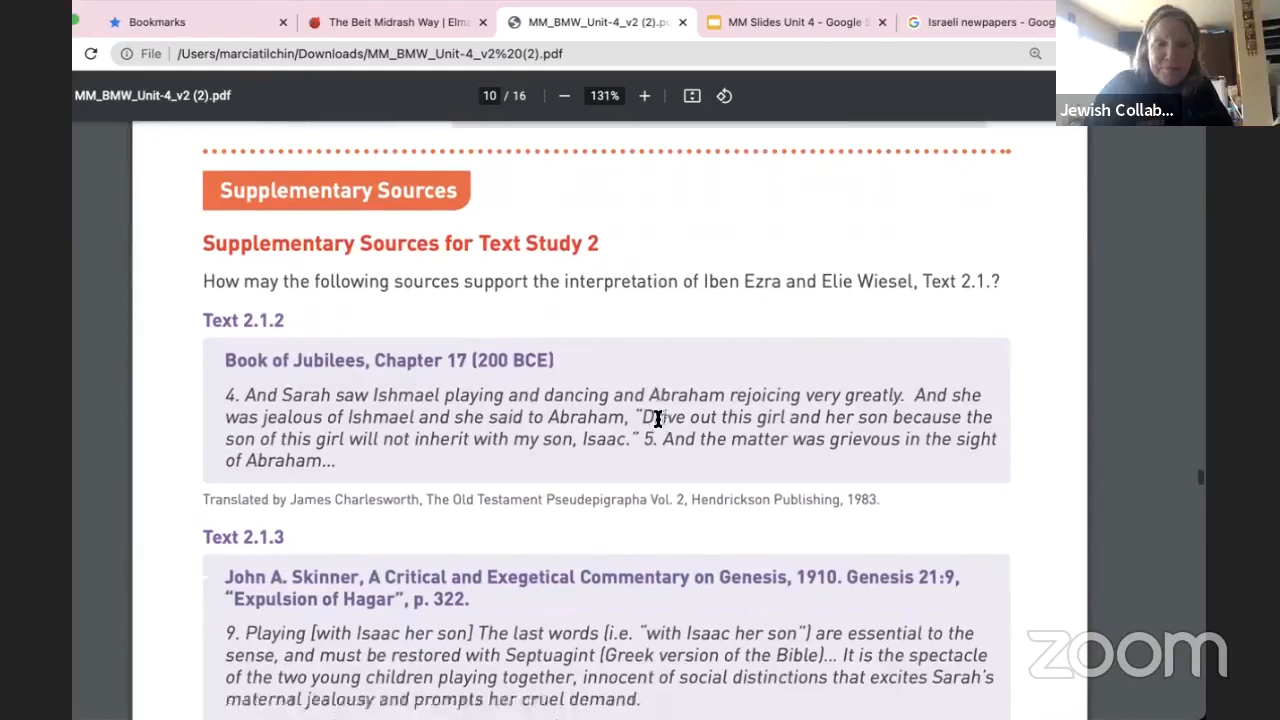 Bookmarks
The Beit Midrash Way | Elma
MM_BMW_Unit-4_v2 (2).pdf
MM Slides Unit 4 - Google S
Israeli newpapers - Goog
File | /Users/marciatilchin/Downloads/MM_BMW_Unit-4_v2%20(2).pdf
MM_BMW_Unit-4_v2 (2).pdf
10 / 16
131%
Jewish Collab...
Supplementary Sources
Supplementary Sources for Text Study 2
How may the following sources support the interpretation of Iben Ezra and Elie Wiesel, Text 2.1.?
Text 2.1.2
Book of Jubilees, Chapter 17 (200 BCE)
4. And Sarah saw Ishmael playing and dancing and Abraham rejoicing very greatly. And she
was jealous of Ishmael and she said to Abraham, "Drive out this girl and her son because the
son of this girl will not inherit with my son, Isaac." 5. And the matter was grievous in the sight
of Abraham...
Translated by James Charlesworth, The Old Testament Pseudepigrapha Vol. 2, Hendrickson Publishing, 1983.
Text 2.1.3
John A. Skinner, A Critical and Exegetical Commentary on Genesis, 1910. Genesis 21:9,
"Expulsion of Hagar", p. 322.
9. Playing [with Isaac her son] The last words (i.e. "with Isaac her son") are essential to the
sense, and must be restored with Septuagint (Greek version of the Bible)... It is the spectacle
of the two young children playing together, innocent of social distinctions that excites Sarah's
maternal jealousy and prompts her cruel demand.
zoom